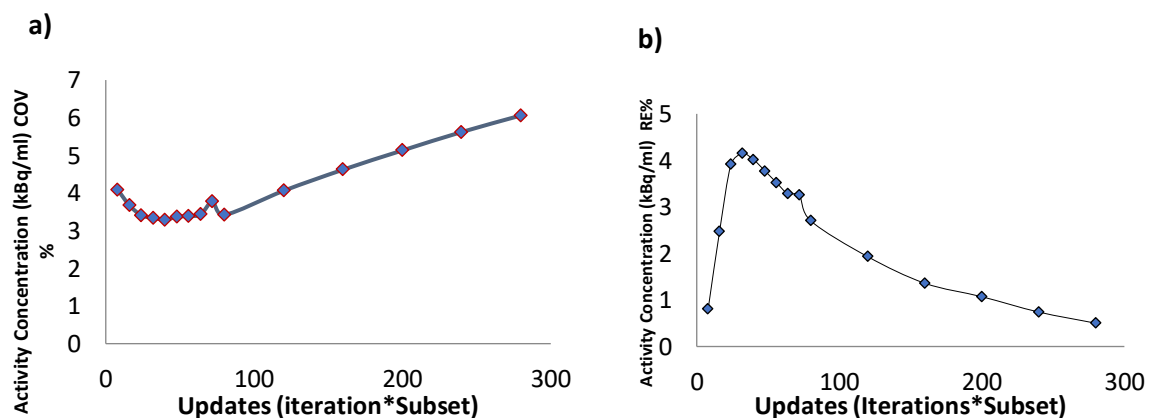 a)
Activity Concentration (kBq/ml) COV
%
7
6
5
4
3
2
1
0
0 100 200 300
Updates (iteration*Subset)
b)
Activity Concentration (kBq/ml) RE%
5
4
3
2
1
0
0 100 200 300
Updates (Iterations*Subset)